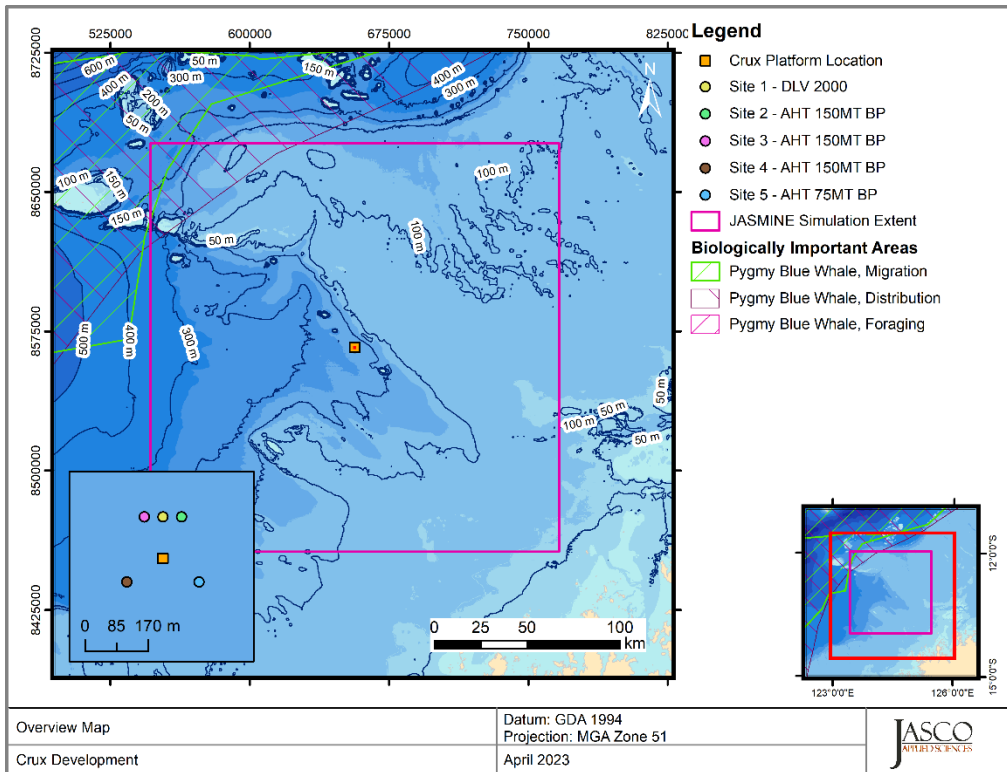 525000 600000 675000 750000 825000
8725000
8650000
8575000
8500000
8425000
600 m
400 m
50 m
300 m
200 m
50 m
150 m
400 m
300 m
100 m
150 m
150 m
50 m
100 m
100 m
500 m
400 m
300 m
50 m
100 m
50 m
50 m
N
0 85 170 m
0 25 50 100
km
Legend
Crux Platform Location
Site 1 - DLV 2000
Site 2 - AHT 150MT BP
Site 3 - AHT 150MT BP
Site 4 - AHT 150MT BP
Site 5 - AHT 75MT BP
JASMINE Simulation Extent
Biologically Important Areas
Pygmy Blue Whale, Migration
Pygmy Blue Whale, Distribution
Pygmy Blue Whale, Foraging
12°0'0"S
15°0'0"S
123°0'0"E 126°0'0"E
Overview Map
Datum: GDA 1994
Projection: MGA Zone 51
Crux Development
April 2023
JASCO
APPLIED SCIENCES